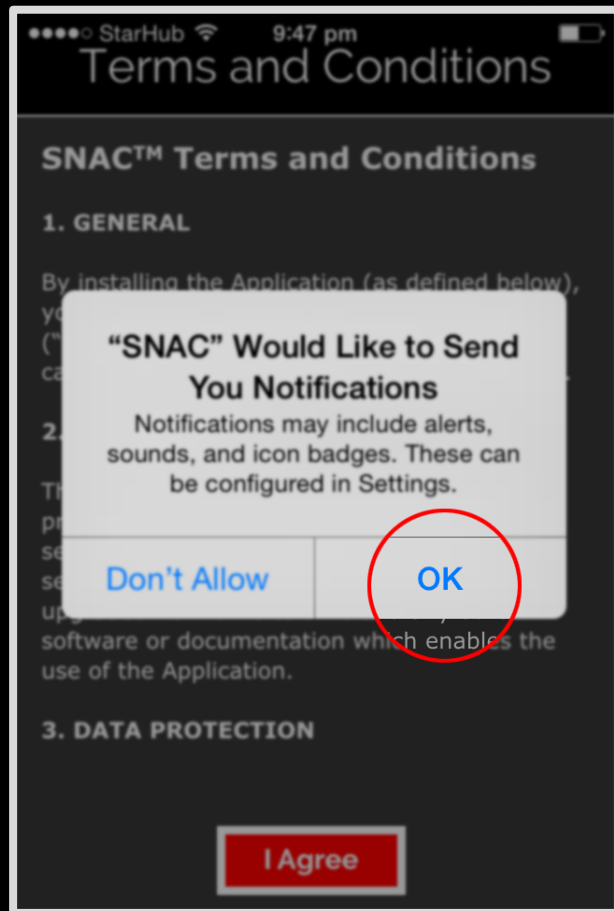 StarHub 9:47 pm
Terms and Conditions
SNAC™ Terms and Conditions
1. GENERAL
By installing the Application (as defined below),
“SNAC” Would Like to Send
You Notifications
Notifications may include alerts,
sounds, and icon badges. These can
be configured in Settings.
Don't Allow OK
software or documentation which enables the
use of the Application.
3. DATA PROTECTION
I Agree